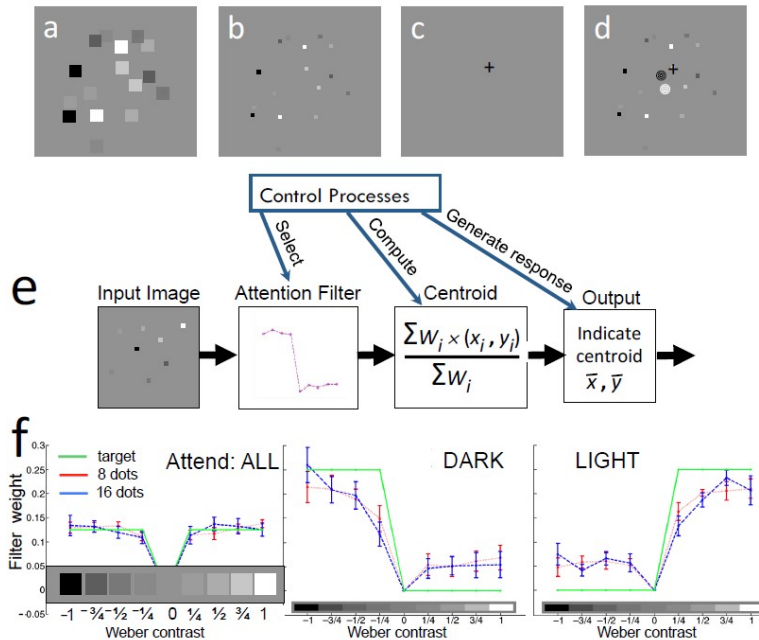 a b c d
Control Processes
Select
Compute
Generate response
e
Input Image Attention Filter Centroid Output
ΣWᵢ × (xᵢ , yᵢ)
ΣWᵢ
Indicate
centroid
x̄ , ȳ
f
Filter weight
0.3
0.25
0.2
0.15
0.1
0.05
0
-0.05
target
8 dots
16 dots
Attend: ALL
−1 −¾ −½ −¼ 0 ¼ ½ ¾ 1
Weber contrast
DARK
−1 −3/4 −1/2 −1/4 0 1/4 1/2 3/4 1
Weber contrast
LIGHT
−1 −3/4 −1/2 −1/4 0 1/4 1/2 3/4 1
Weber contrast